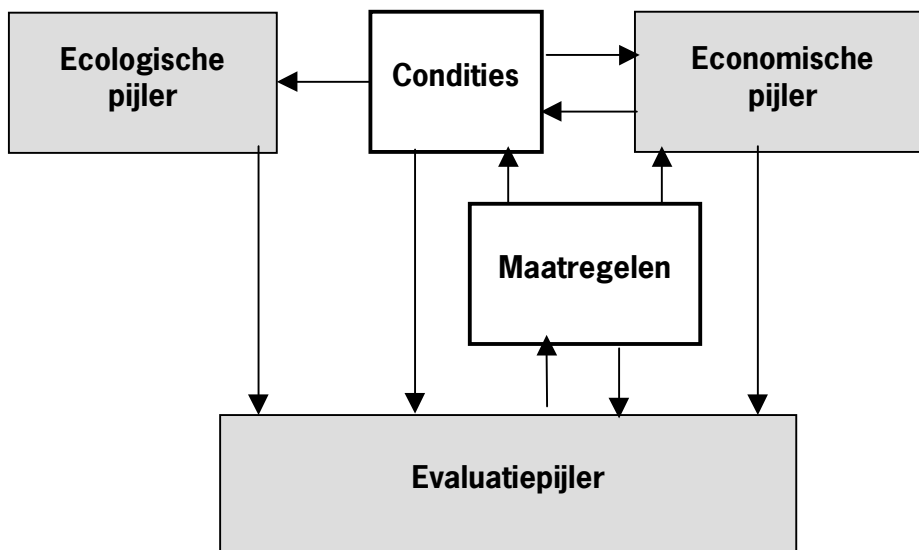 Ecologische
pijler
Condities
Economische
pijler
Maatregelen
Evaluatiepijler